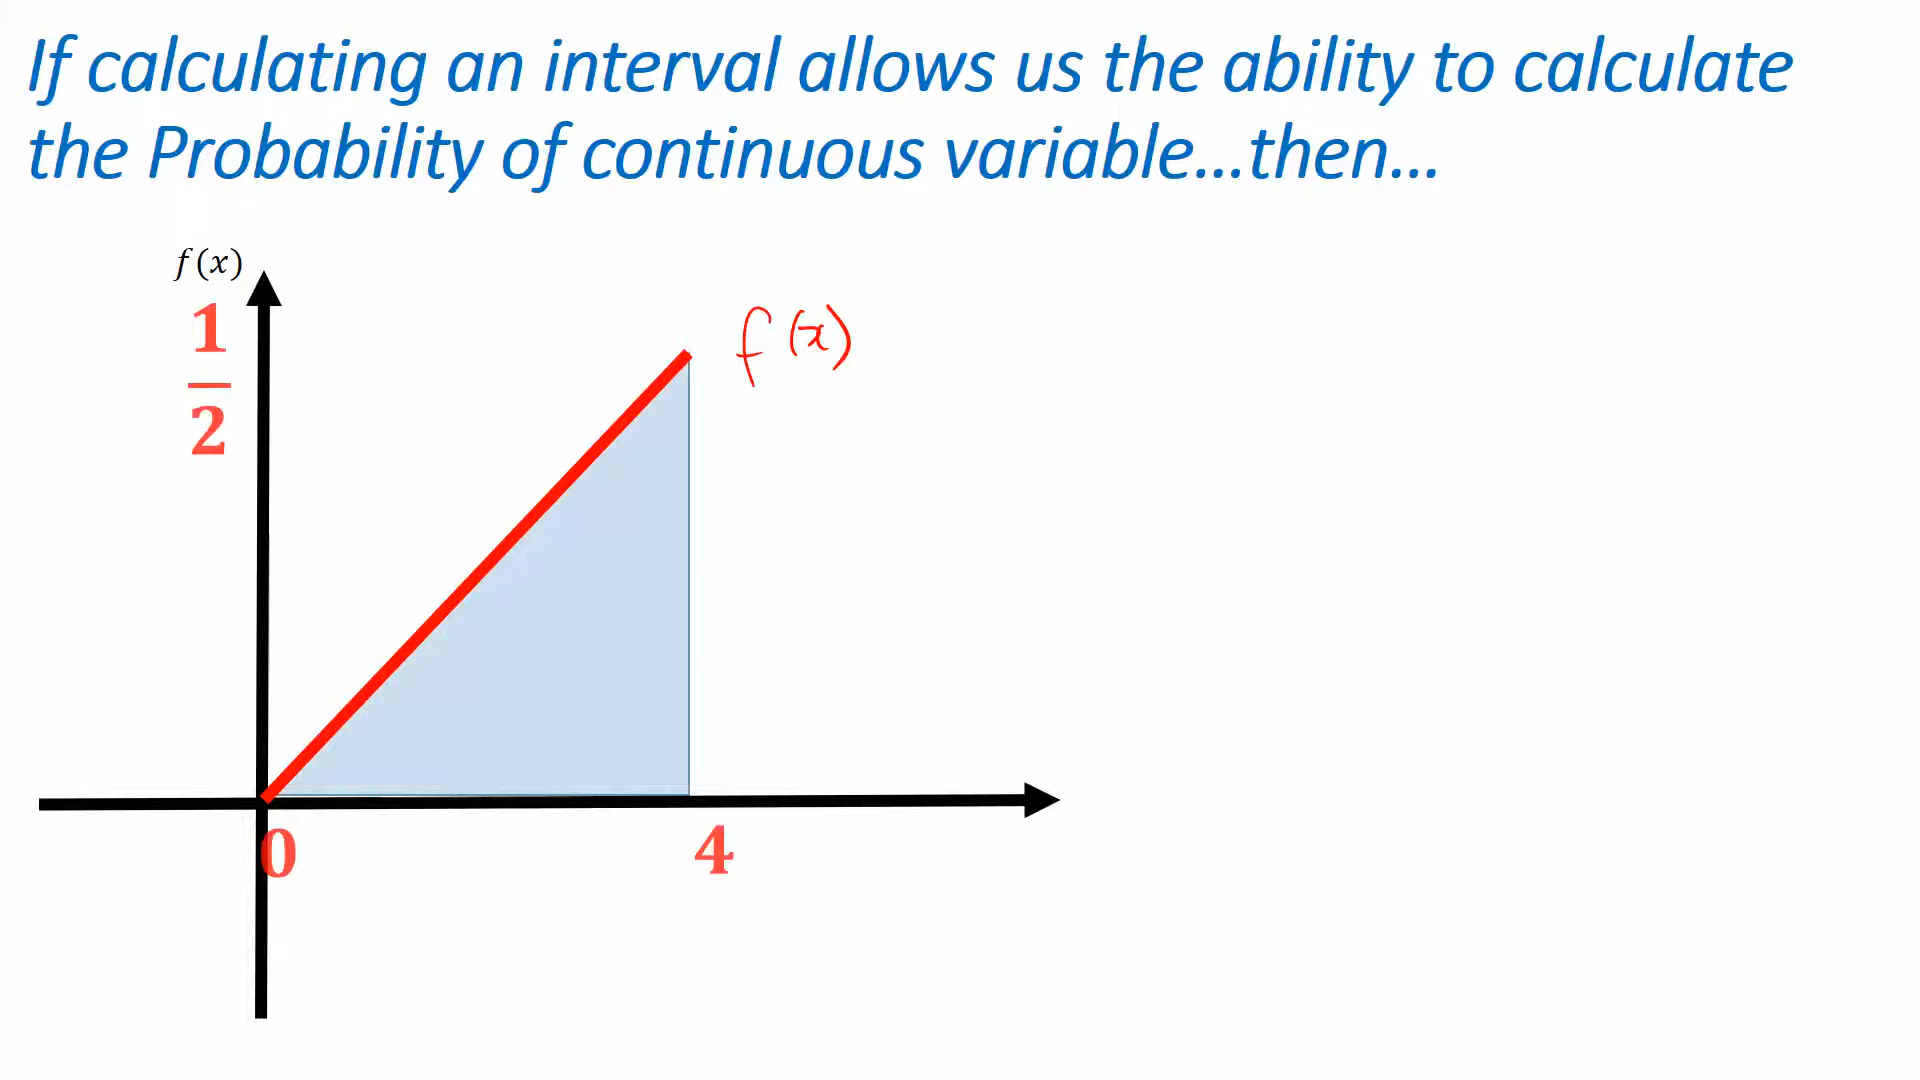 If calculating an interval allows us the ability to calculate
the Probability of continuous variable...then...
f(x)
1
2
f(x)
0
4